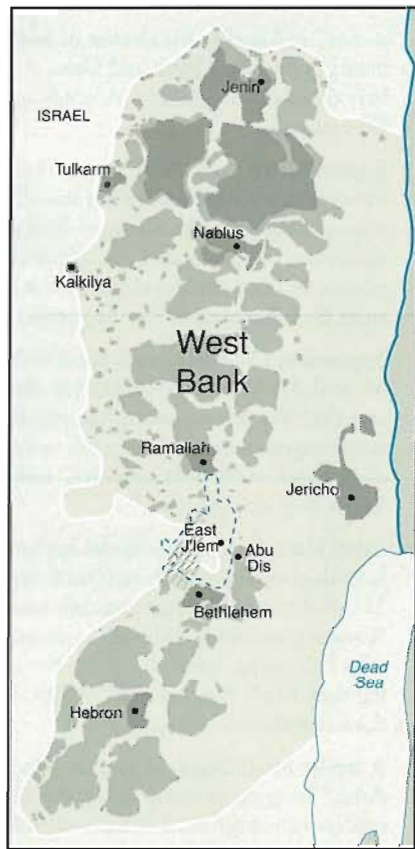 Jenin
ISRAEL
Tulkarm
Nablus
Kalkilya
West
Bank
Ramallah
Jericho
East
J'lem
Abu
Dis
Bethlehem
Dead
Sea
Hebron